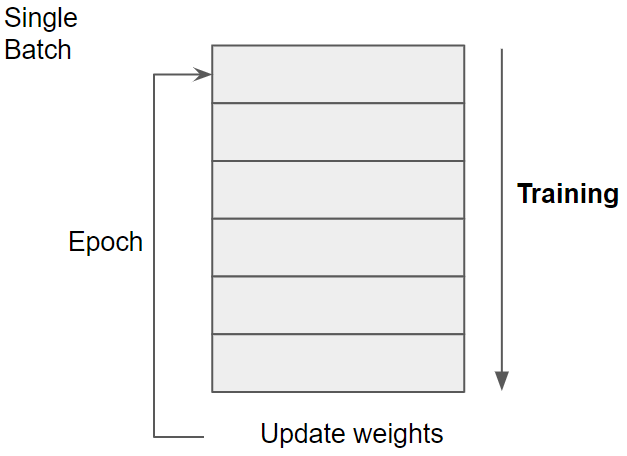 Single
Batch
Training
Epoch
Update weights